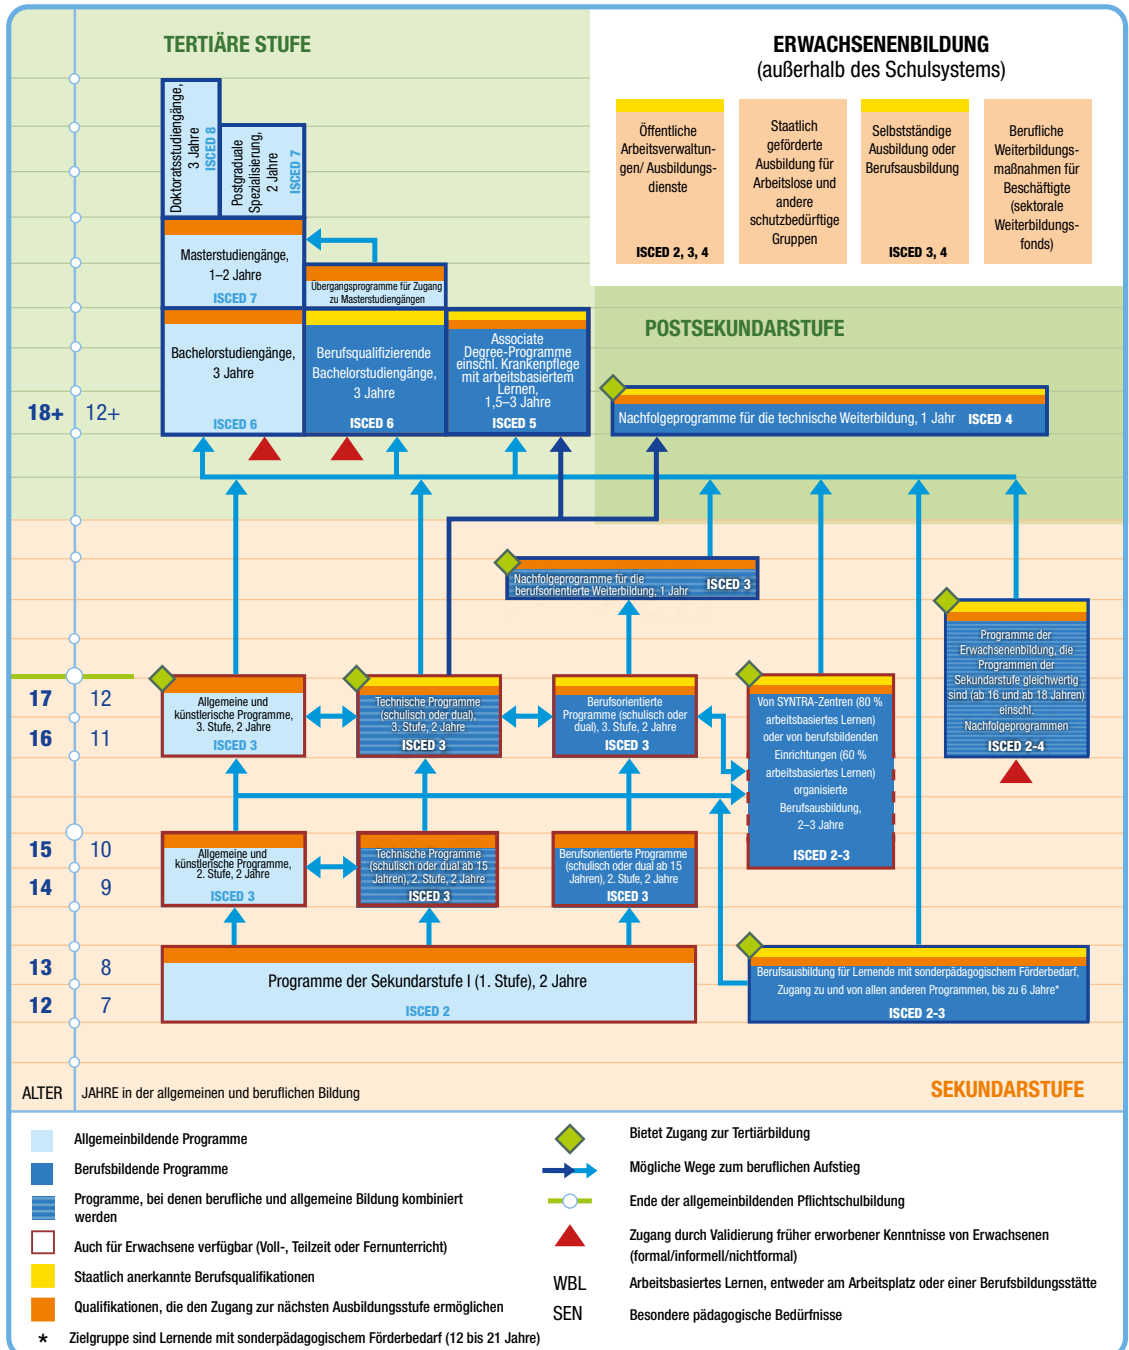 TERTIÄRE STUFE
ERWACHSENENBILDUNG
(außerhalb des Schulsystems)
Öffentliche
Arbeitsverwaltun-
gen/ Ausbildungs-
dienste
ISCED 2, 3, 4
Staatlich
geförderte
Ausbildung für
Arbeitslose und
andere
schutzbedürftige
Gruppen
Selbstständige
Ausbildung oder
Berufsausbildung
ISCED 3, 4
Berufliche
Weiterbildungs-
maßnahmen für
Beschäftigte
(sektorale
Weiterbildungs-
fonds)
Doktoratsstudiengänge,
3 Jahre
ISCED 8
Postgraduale
Spezialisierung,
2 Jahre
ISCED 7
Masterstudiengänge,
1–2 Jahre
ISCED 7
Übergangsprogramme für Zugang
zu Masterstudiengängen
POSTSEKUNDARSTUFE
Bachelorstudiengänge,
3 Jahre
ISCED 6
Berufsqualifizierende
Bachelorstudiengänge,
3 Jahre
ISCED 6
Associate
Degree-Programme
einschl. Krankenpflege
mit arbeitsbasiertem
Lernen,
1,5–3 Jahre
ISCED 5
18+ 12+
Nachfolgeprogramme für die technische Weiterbildung, 1 Jahr ISCED 4
Nachfolgeprogramme für die
berufsorientierte Weiterbildung, 1 Jahr ISCED 3
Programme der
Erwachsenenbildung, die
Programmen der
Sekundarstufe gleichwertig
sind (ab 16 und ab 18 Jahren)
einschl.
Nachfolgeprogrammen
ISCED 2-4
17 12
16 11
Allgemeine und
künstlerische Programme,
3. Stufe, 2 Jahre
ISCED 3
Technische Programme
(schulisch oder dual),
3. Stufe, 2 Jahre
ISCED 3
Berufsorientierte
Programme (schulisch oder
dual), 3. Stufe, 2 Jahre
ISCED 3
Von SYNTRA-Zentren (80 %
arbeitsbasiertes Lernen)
oder von berufsbildenden
Einrichtungen (60 %
arbeitsbasiertes Lernen)
organisierte
Berufsausbildung,
2–3 Jahre
ISCED 2-3
15 10
14 9
Allgemeine und
künstlerische Programme,
2. Stufe, 2 Jahre
ISCED 3
Technische Programme
(schulisch oder dual ab 15
Jahren), 2. Stufe, 2 Jahre
ISCED 3
Berufsorientierte Programme
(schulisch oder dual ab 15
Jahren), 2. Stufe, 2 Jahre
ISCED 3
13 8
12 7
Programme der Sekundarstufe I (1. Stufe), 2 Jahre
ISCED 2
Berufsausbildung für Lernende mit sonderpädagogischem Förderbedarf,
Zugang zu und von allen anderen Programmen, bis zu 6 Jahre*
ISCED 2-3
ALTER JAHRE in der allgemeinen und beruflichen Bildung
SEKUNDARSTUFE
Allgemeinbildende Programme
Berufsbildende Programme
Programme, bei denen berufliche und allgemeine Bildung kombiniert
werden
Auch für Erwachsene verfügbar (Voll-, Teilzeit oder Fernunterricht)
Staatlich anerkannte Berufsqualifikationen
Qualifikationen, die den Zugang zur nächsten Ausbildungsstufe ermöglichen
* Zielgruppe sind Lernende mit sonderpädagogischem Förderbedarf (12 bis 21 Jahre)
Bietet Zugang zur Tertiärbildung
Mögliche Wege zum beruflichen Aufstieg
Ende der allgemeinbildenden Pflichtschulbildung
Zugang durch Validierung früher erworbener Kenntnisse von Erwachsenen
(formal/informell/nichtformal)
WBL Arbeitsbasiertes Lernen, entweder am Arbeitsplatz oder einer Berufsbildungsstätte
SEN Besondere pädagogische Bedürfnisse